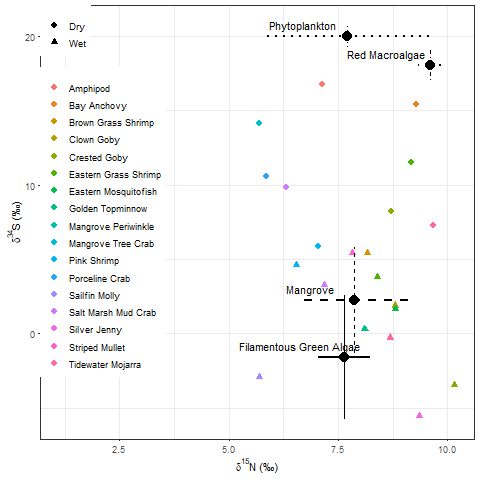 Dry
Wet
Amphipod
Bay Anchovy
Brown Grass Shrimp
Clown Goby
Crested Goby
Eastern Grass Shrimp
Eastern Mosquitofish
Golden Topminnow
Mangrove Periwinkle
Mangrove Tree Crab
Pink Shrimp
Porceline Crab
Sailfin Molly
Salt Marsh Mud Crab
Silver Jenny
Striped Mullet
Tidewater Mojarra
Phytoplankton
Red Macroalgae
Mangrove
Filamentous Green Algae
20
10
0
δ³⁴S (‰)
2.5 5.0 7.5 10.0
δ¹⁵N (‰)